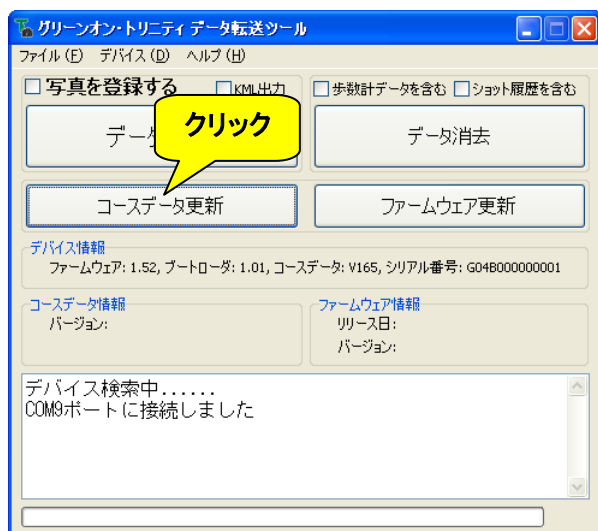 グリーンオン・トリニティ データ転送ツール
ファイル(F) デバイス(D) ヘルプ(H)
写真を登録する KML出力 歩数計データを含む ショット履歴を含む
クリック
デー データ消去
コースデータ更新 ファームウェア更新
デバイス情報
ファームウェア: 1.52, ブートローダ: 1.01, コースデータ: V165, シリアル番号: G04B000000001
コースデータ情報 ファームウェア情報
バージョン: リリース日:
バージョン:
デバイス検索中......
COM9ポートに接続しました